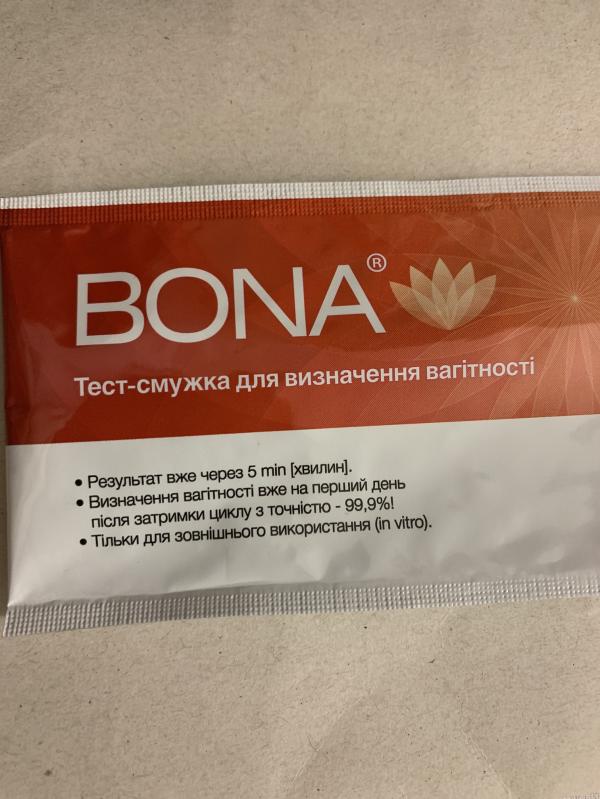 BONA®
Тест-смужка для визначення вагітності
• Результат вже через 5 min [хвилин].
• Визначення вагітності вже на перший день
після затримки циклу з точністю - 99,9%!
• Тільки для зовнішнього використання (in vitro).